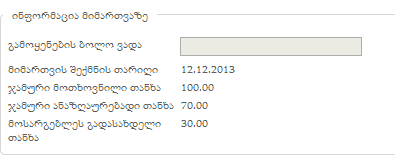 ინფორმაცია მიმართვაზე
გამოყენების ბოლო ვადა
მიმართვის შექმნის თარიღი 12.12.2013
ჯამური მოთხოვნილი თანხა 100.00
ჯამური ანაზღაურებადი თანხა 70.00
მოსარგებლეს გადასახდელი 30.00
თანხა